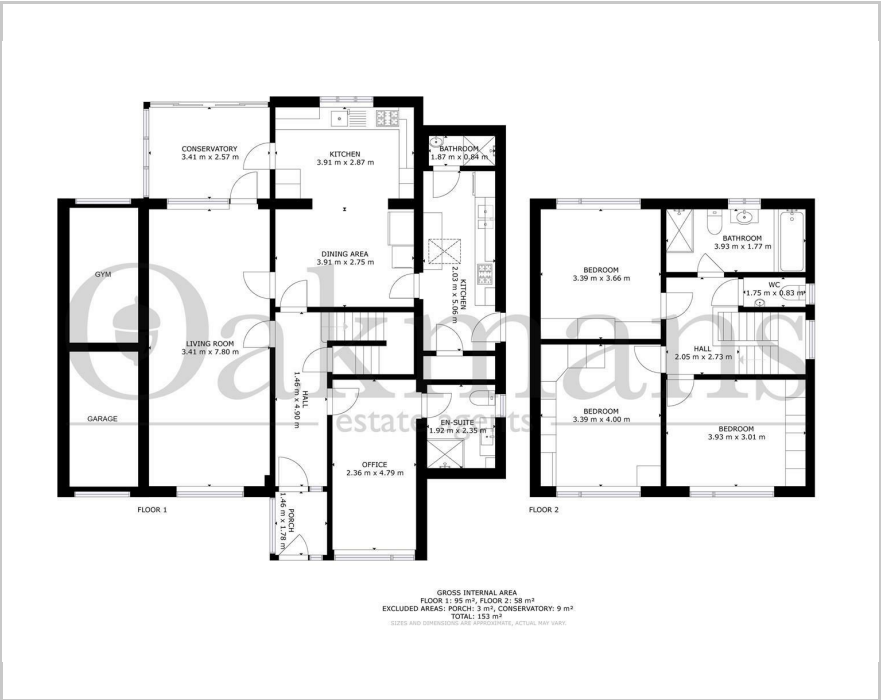 CONSERVATORY
3.41 m x 2.57 m
KITCHEN
3.91 m x 2.87 m
BATHROOM
1.87 m x 0.84 m
GYM
DINING AREA
3.91 m x 2.75 m
KITCHEN
2.03 m x 5.06 m
LIVING ROOM
3.41 m x 7.80 m
HALL
1.46 m x 4.90 m
GARAGE
EN-SUITE
1.92 m x 2.35 m
OFFICE
2.36 m x 4.79 m
PORCH
1.46 m x 1.78 m
FLOOR 1
BEDROOM
3.39 m x 3.66 m
BATHROOM
3.93 m x 1.77 m
WC
1.75 m x 0.83 m
HALL
2.05 m x 2.73 m
BEDROOM
3.39 m x 4.00 m
BEDROOM
3.93 m x 3.01 m
FLOOR 2
Oakmans
estate agents
GROSS INTERNAL AREA
FLOOR 1: 95 m², FLOOR 2: 58 m²
EXCLUDED AREAS: PORCH: 3 m², CONSERVATORY: 9 m²
TOTAL: 153 m²
SIZES AND DIMENSIONS ARE APPROXIMATE, ACTUAL MAY VARY.